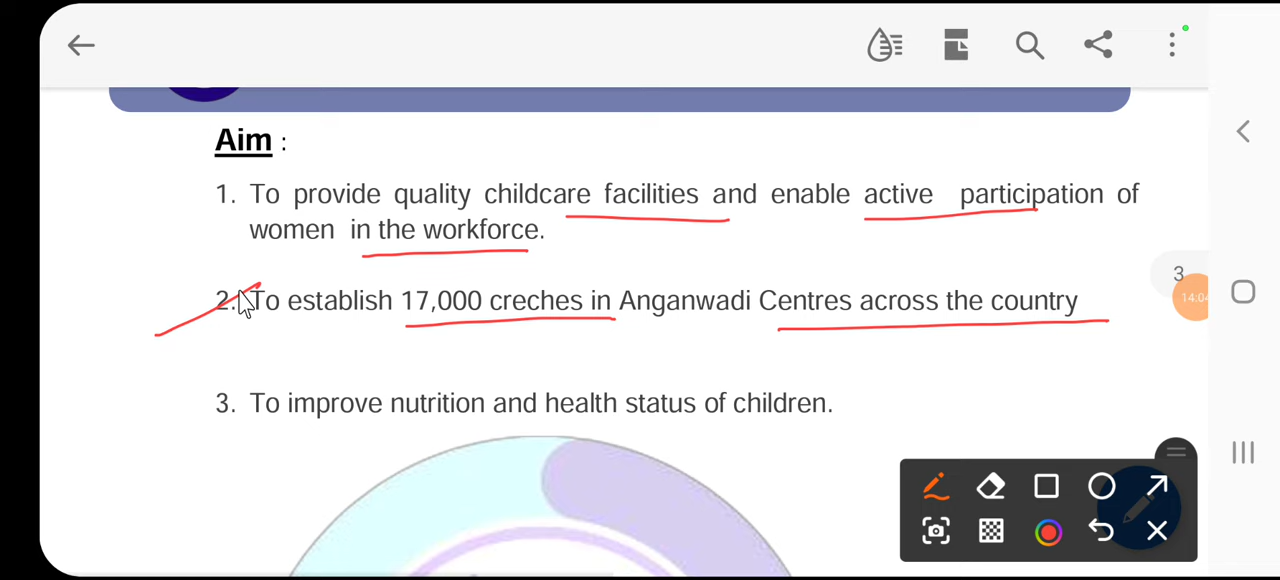 Aim :
1. To provide quality childcare facilities and enable active participation of
women in the workforce.
2. To establish 17,000 creches in Anganwadi Centres across the country
3
14:04
3. To improve nutrition and health status of children.